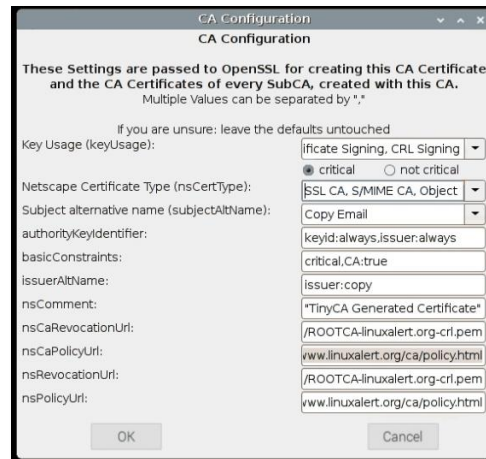 CA Configuration
CA Configuration
These Settings are passed to OpenSSL for creating this CA Certificate
and the CA Certificates of every SubCA, created with this CA.
Multiple Values can be separated by ","
If you are unsure: leave the defaults untouched
Key Usage (keyUsage): ificate Signing, CRL Signing
critical not critical
Netscape Certificate Type (nsCertType): SSL CA, S/MIME CA, Object
Subject alternative name (subjectAltName): Copy Email
authorityKeyIdentifier: keyid:always,issuer:always
basicConstraints: critical,CA:true
issuerAltName: issuer:copy
nsComment: "TinyCA Generated Certificate"
nsCaRevocationUrl: /ROOTCA-linuxalert.org-crl.pem
nsCaPolicyUrl: www.linuxalert.org/ca/policy.html
nsRevocationUrl: /ROOTCA-linuxalert.org-crl.pem
nsPolicyUrl: www.linuxalert.org/ca/policy.html
OK Cancel